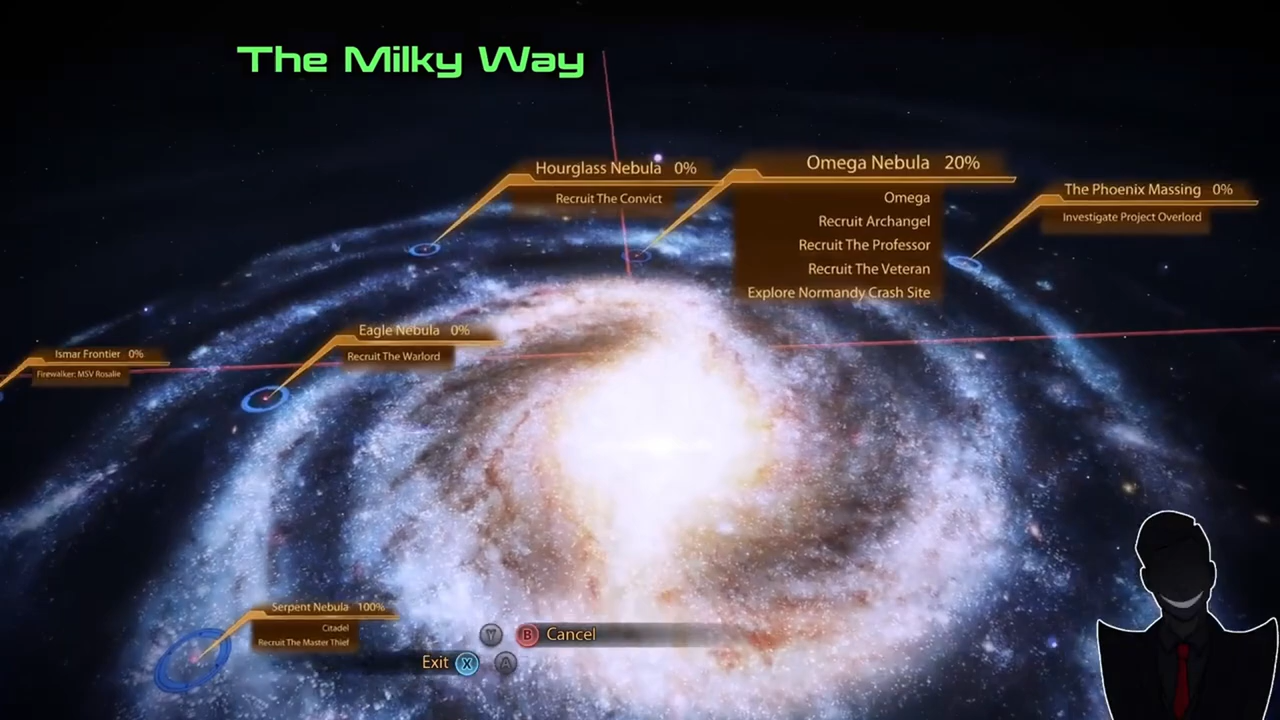 The Milky Way
Hourglass Nebula 0%
Recruit The Convict
Omega Nebula 20%
Omega
Recruit Archangel
Recruit The Professor
Recruit The Veteran
Explore Normandy Crash Site
The Phoenix Massing 0%
Investigate Project Overlord
Eagle Nebula 0%
Recruit The Warlord
Ismar Frontier 0%
Firewalker: MSV Rosalie
Serpent Nebula 100%
Citadel
Recruit The Master Thief
Y B Cancel
Exit X A